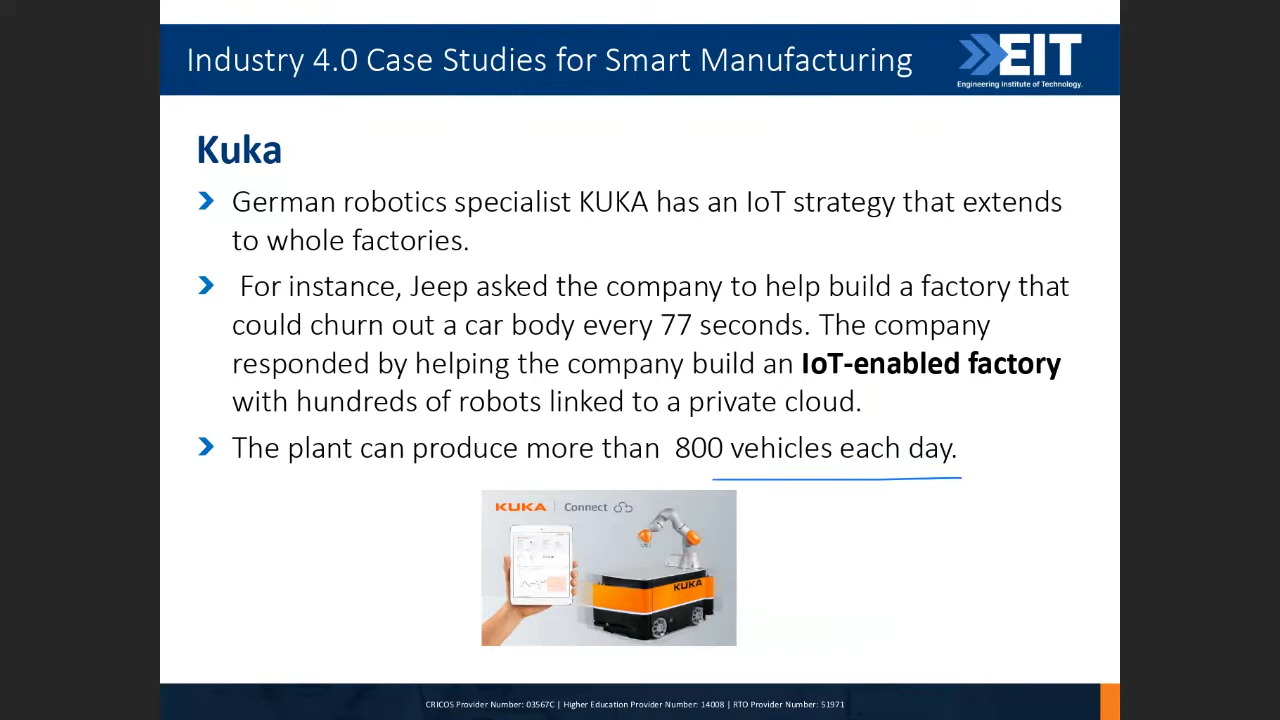 Industry 4.0 Case Studies for Smart Manufacturing
EIT
Engineering Institute of Technology.
Kuka
German robotics specialist KUKA has an IoT strategy that extends
to whole factories.
For instance, Jeep asked the company to help build a factory that
could churn out a car body every 77 seconds. The company
responded by helping the company build an IoT-enabled factory
with hundreds of robots linked to a private cloud.
The plant can produce more than 800 vehicles each day.
KUKA | Connect
KUKA
CRICOS Provider Number: 03567C | Higher Education Provider Number: 14008 | RTO Provider Number: 51971